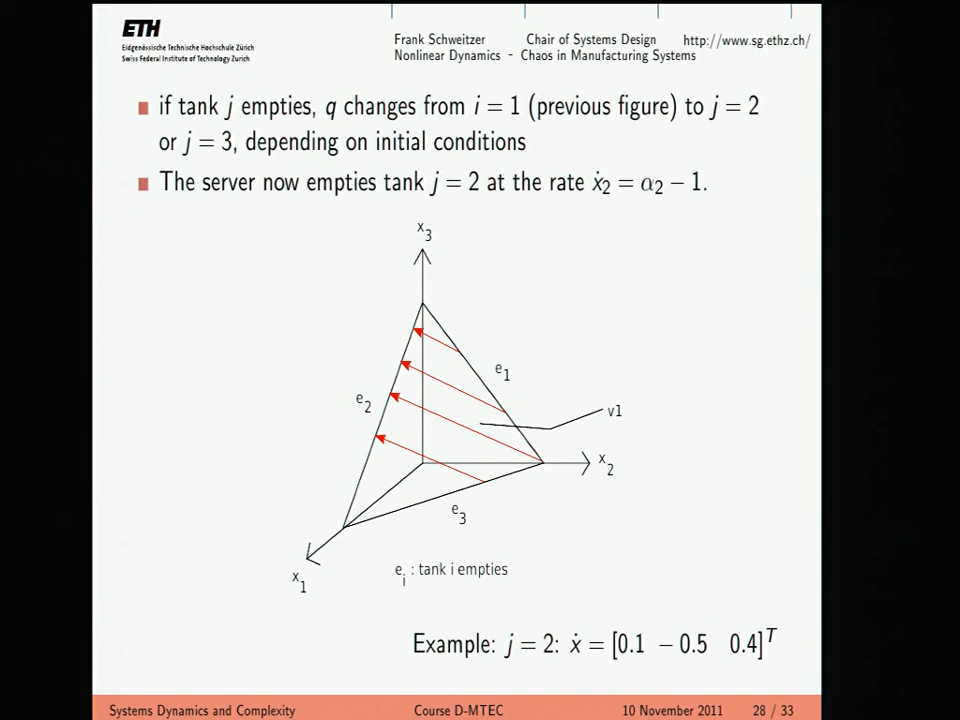 ETH
Eidgenössische Technische Hochschule Zürich
Swiss Federal Institute of Technology Zurich
Frank Schweitzer Chair of Systems Design http://www.sg.ethz.ch/
Nonlinear Dynamics - Chaos in Manufacturing Systems
if tank j empties, q changes from i = 1 (previous figure) to j = 2
or j = 3, depending on initial conditions
The server now empties tank j = 2 at the rate ẋ₂ = α₂ − 1.
x₃
e₁
e₂
v1
x₂
e₃
x₁
eᵢ : tank i empties
Example: j = 2: ẋ = [0.1 − 0.5 0.4]ᵀ
Systems Dynamics and Complexity Course D-MTEC 10 November 2011 28 / 33